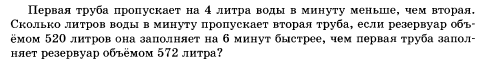 Первая труба пропускает на 4 литра воды в минуту меньше, чем вторая.
Сколько литров воды в минуту пропускает вторая труба, если резервуар объ-
ёмом 520 литров она заполняет на 6 минут быстрее, чем первая труба запол-
няет резервуар объёмом 572 литра?